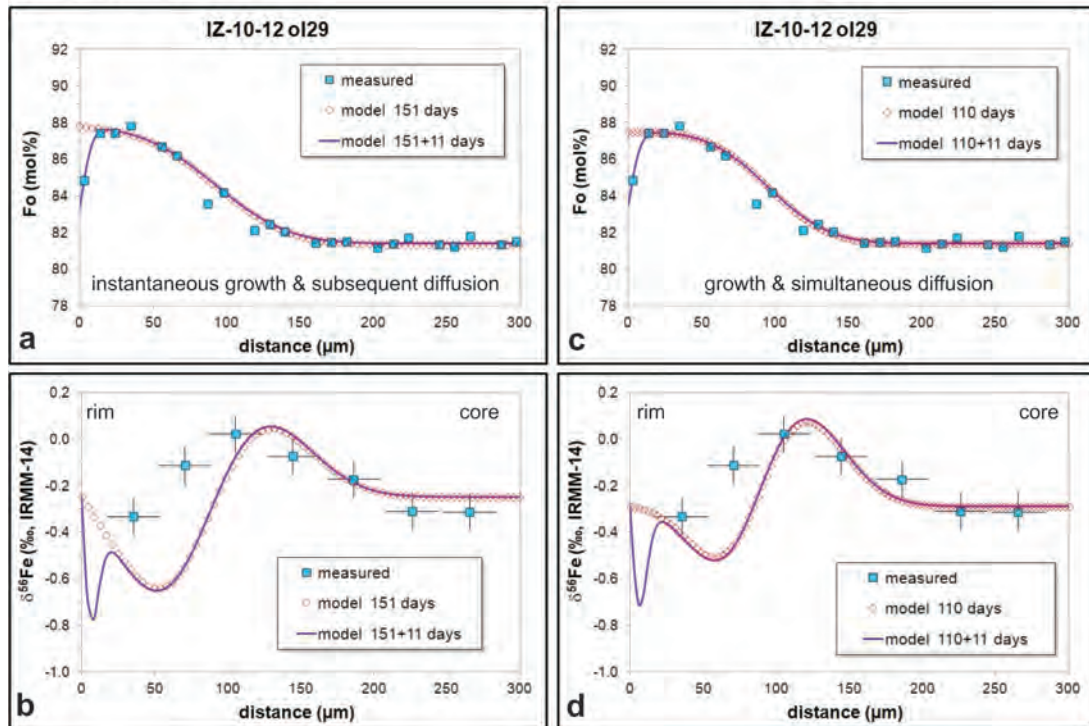 IZ-10-12 ol29
92
90
88
86
84
82
80
78
Fo (mol%)
measured
model 151 days
model 151+11 days
instantaneous growth & subsequent diffusion
0 50 100 150 200 250 300
distance (µm)
a
IZ-10-12 ol29
92
90
88
86
84
82
80
78
Fo (mol%)
measured
model 110 days
model 110+11 days
growth & simultaneous diffusion
0 50 100 150 200 250 300
distance (µm)
c
0.2
0.0
-0.2
-0.4
-0.6
-0.8
-1.0
δ⁵⁶Fe (‰, IRMM-14)
rim core
measured
model 151 days
model 151+11 days
0 50 100 150 200 250 300
distance (µm)
b
0.2
0.0
-0.2
-0.4
-0.6
-0.8
-1.0
δ⁵⁶Fe (‰, IRMM-14)
rim core
measured
model 110 days
model 110+11 days
0 50 100 150 200 250 300
distance (µm)
d